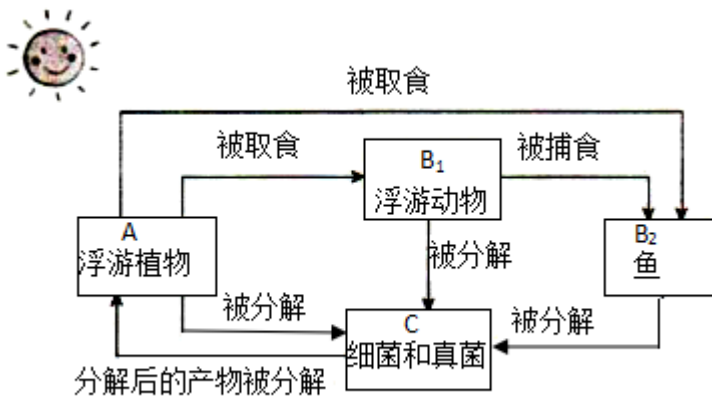 被取食
被取食
B₁
浮游动物
被捕食
A
浮游植物
B₂
鱼
被分解
被分解
C
细菌和真菌
被分解
分解后的产物被分解